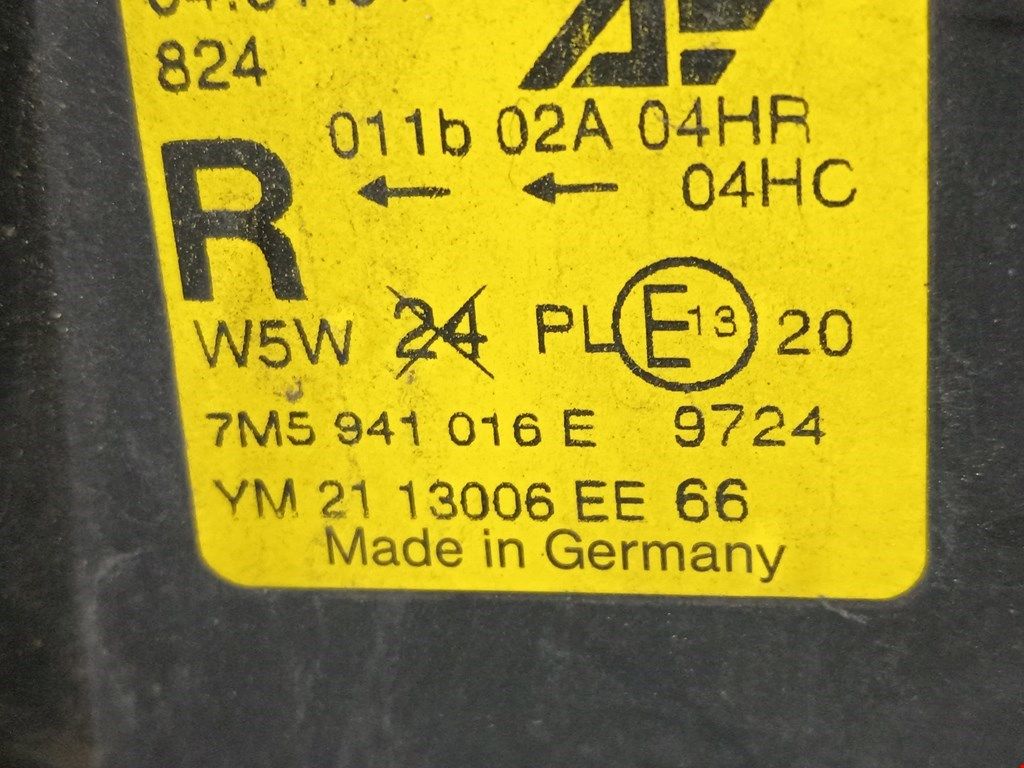 824
011b 02A 04HR
R ← ← 04HC
W5W 24 PL E 13 20
7M5 941 016 E 9724
YM 21 13006 EE 66
Made in Germany